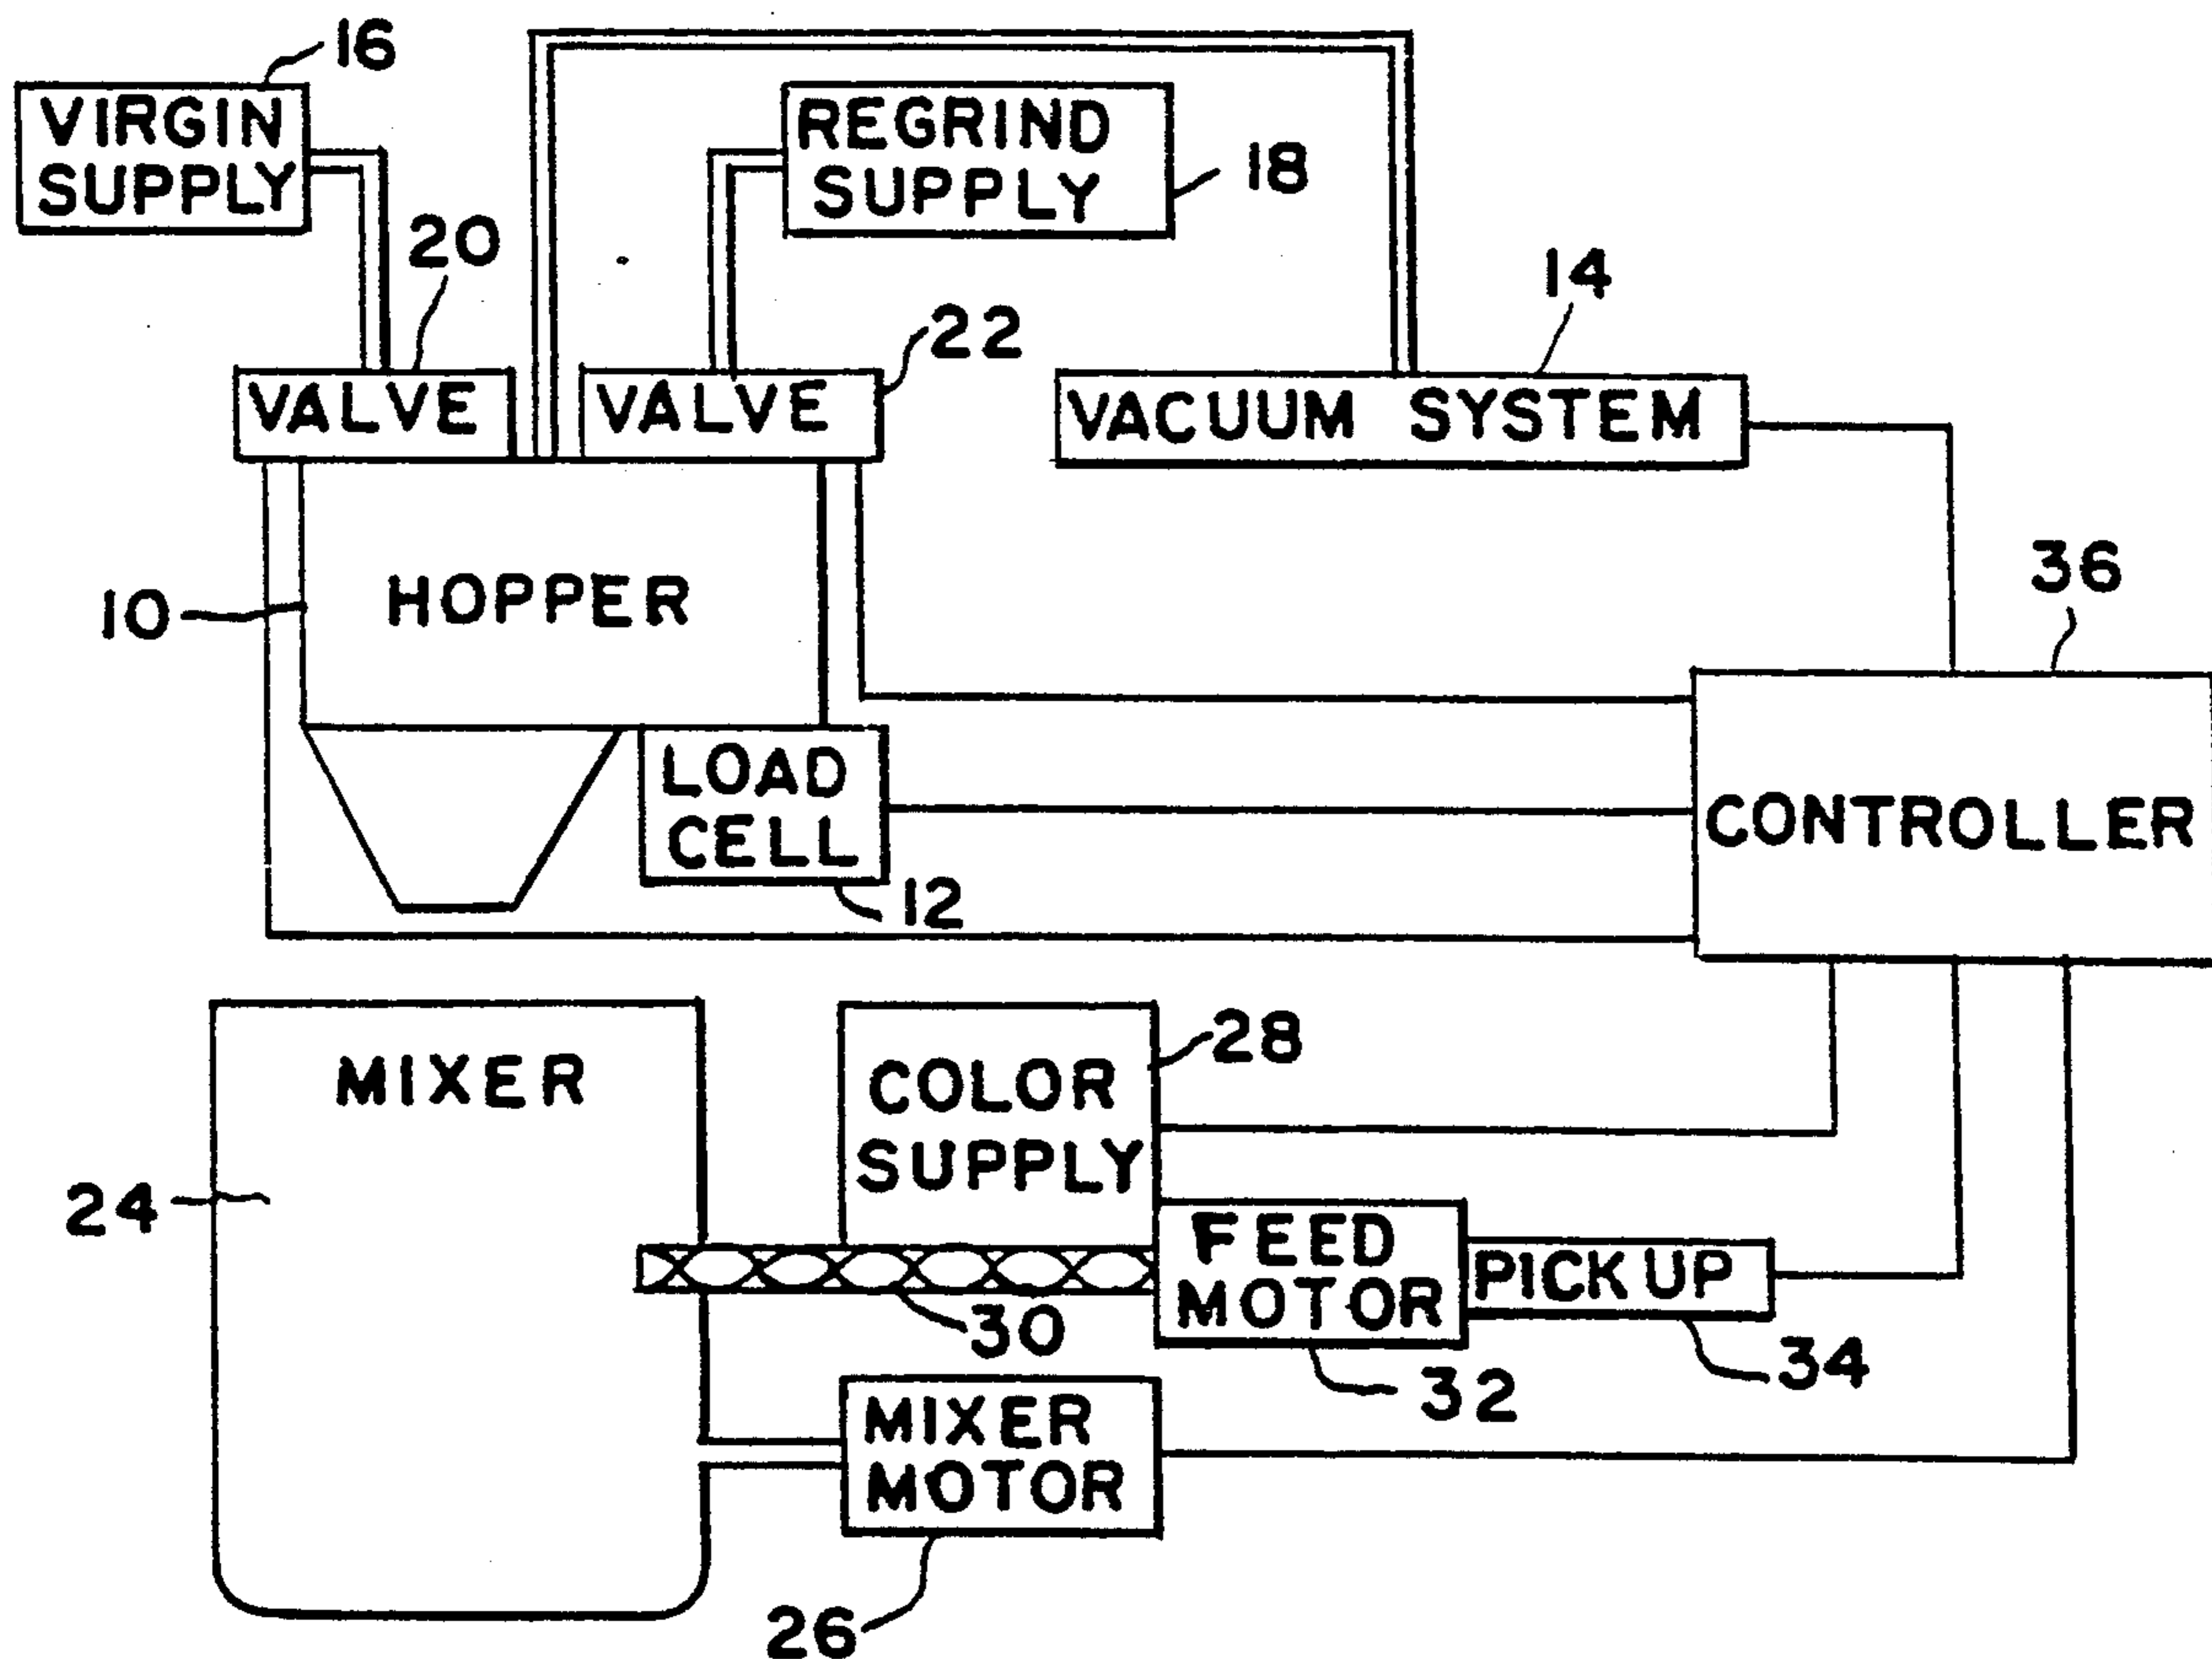 16
VIRGIN
SUPPLY
REGRIND
SUPPLY
18
20
22
14
VALVE
VALVE
VACUUM SYSTEM
10
HOPPER
36
LOAD
CELL
12
CONTROLLER
MIXER
24
COLOR
SUPPLY
28
30
FEED
MOTOR
32
PICK UP
34
MIXER
MOTOR
26